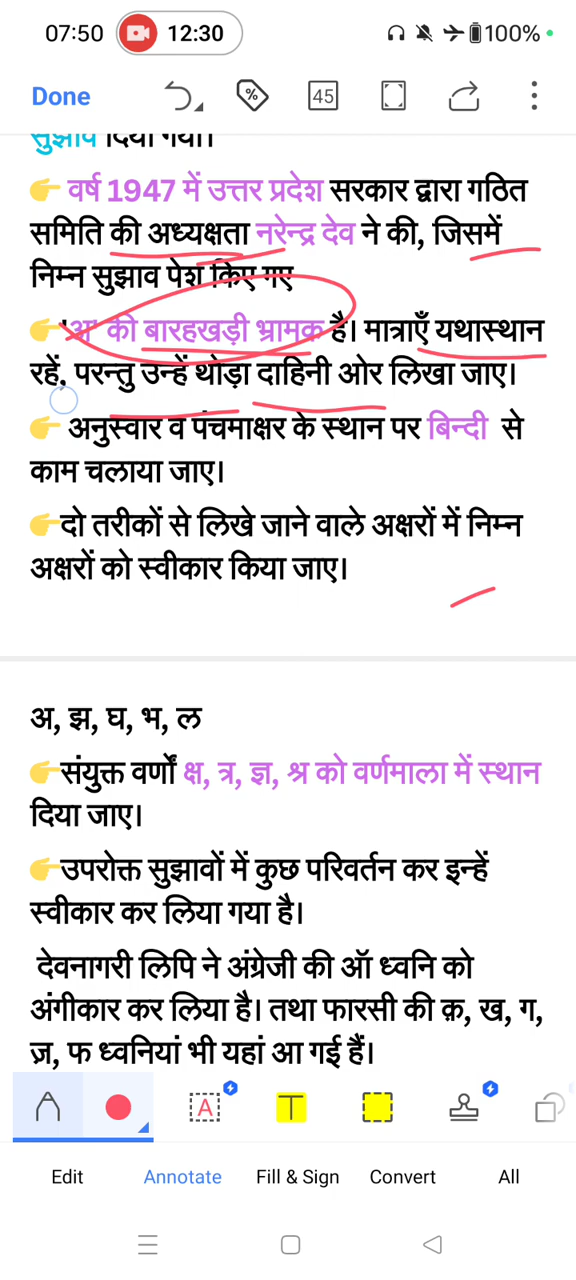 07:50 12:30 100%
Done % 45
सुझाव दिया गया।
👉 वर्ष 1947 में उत्तर प्रदेश सरकार द्वारा गठित
समिति की अध्यक्षता नरेन्द्र देव ने की, जिसमें
निम्न सुझाव पेश किए गए
👉'अ' की बारहखड़ी भ्रामक है। मात्राएँ यथास्थान
रहें, परन्तु उन्हें थोड़ा दाहिनी ओर लिखा जाए।
👉 अनुस्वार व पंचमाक्षर के स्थान पर बिन्दी से
काम चलाया जाए।
👉दो तरीकों से लिखे जाने वाले अक्षरों में निम्न
अक्षरों को स्वीकार किया जाए।
अ, झ, घ, भ, ल
👉संयुक्त वर्णों क्ष, त्र, ज्ञ, श्र को वर्णमाला में स्थान
दिया जाए।
👉उपरोक्त सुझावों में कुछ परिवर्तन कर इन्हें
स्वीकार कर लिया गया है।
देवनागरी लिपि ने अंग्रेजी की ऑ ध्वनि को
अंगीकार कर लिया है। तथा फारसी की क़, ख, ग,
ज़, फ ध्वनियां भी यहां आ गई हैं।
A T
Edit Annotate Fill & Sign Convert All